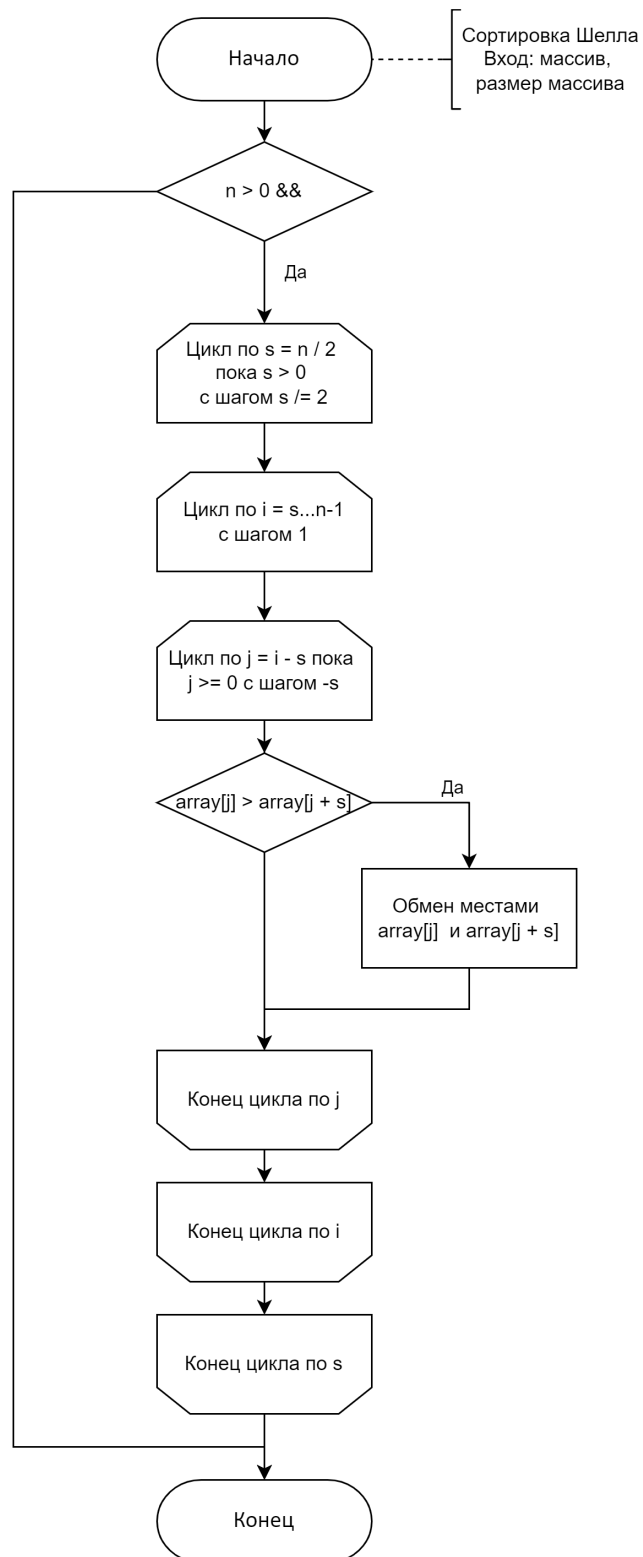 Начало
Сортировка Шелла
Вход: массив,
размер массива
n > 0 &&
Да
Цикл по s = n / 2
пока s > 0
с шагом s /= 2
Цикл по i = s...n-1
с шагом 1
Цикл по j = i - s пока
j >= 0 с шагом -s
array[j] > array[j + s]
Да
Обмен местами
array[j] и array[j + s]
Конец цикла по j
Конец цикла по i
Конец цикла по s
Конец